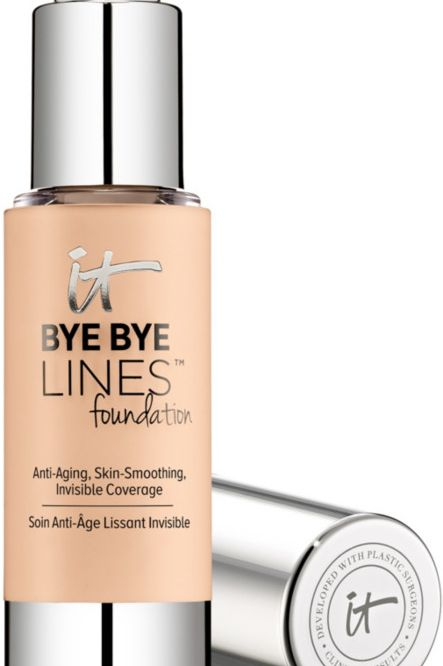 it
BYE BYE
LINES™
foundation
Anti-Aging, Skin-Smoothing,
Invisible Coverage
Soin Anti-Âge Lissant Invisible
• DEVELOPED WITH PLASTIC SURGEONS •
it